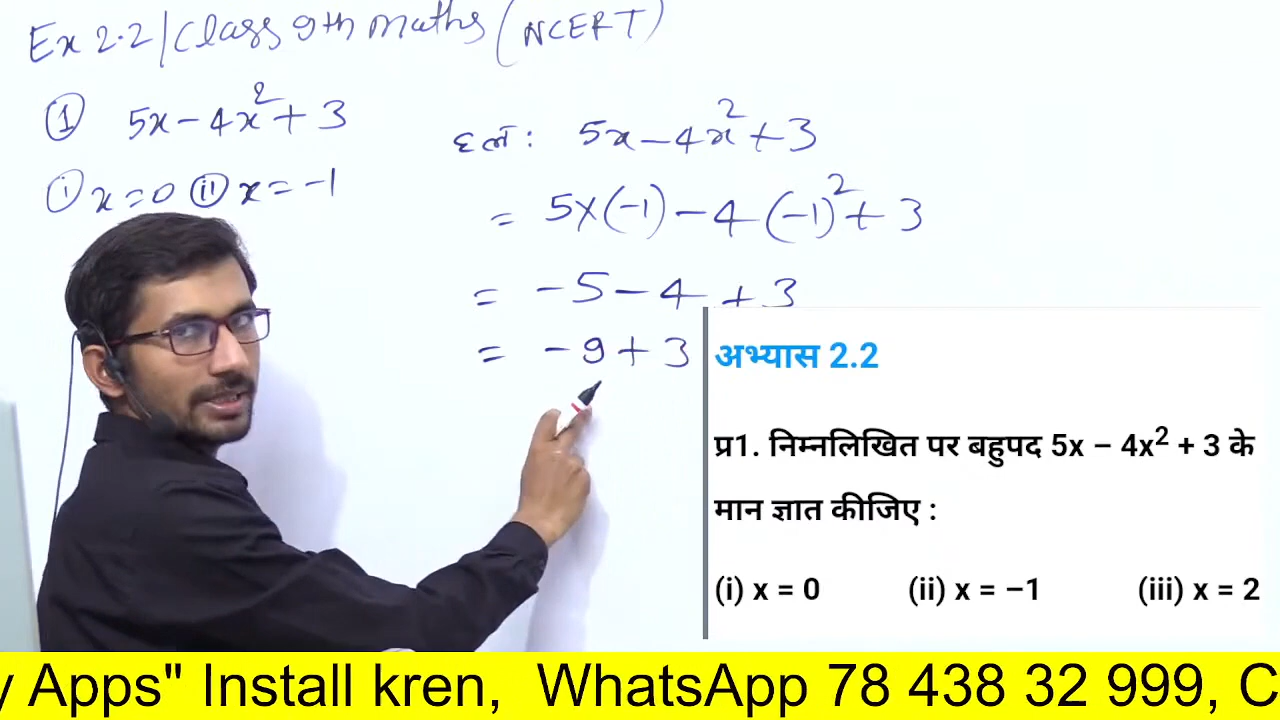 Ex 2.2 | Class 9th Maths (NCERT)
① 5x - 4x² + 3
ⓘ x = 0 ⓘⓘ x = -1
हल: 5x - 4x² + 3
= 5×(-1) - 4(-1)² + 3
= -5 - 4 + 3
= -9 + 3
अभ्यास 2.2
प्र1. निम्नलिखित पर बहुपद 5x – 4x² + 3 के
मान ज्ञात कीजिए :
(i) x = 0 (ii) x = –1 (iii) x = 2
y Apps" Install kren, WhatsApp 78 438 32 999, C